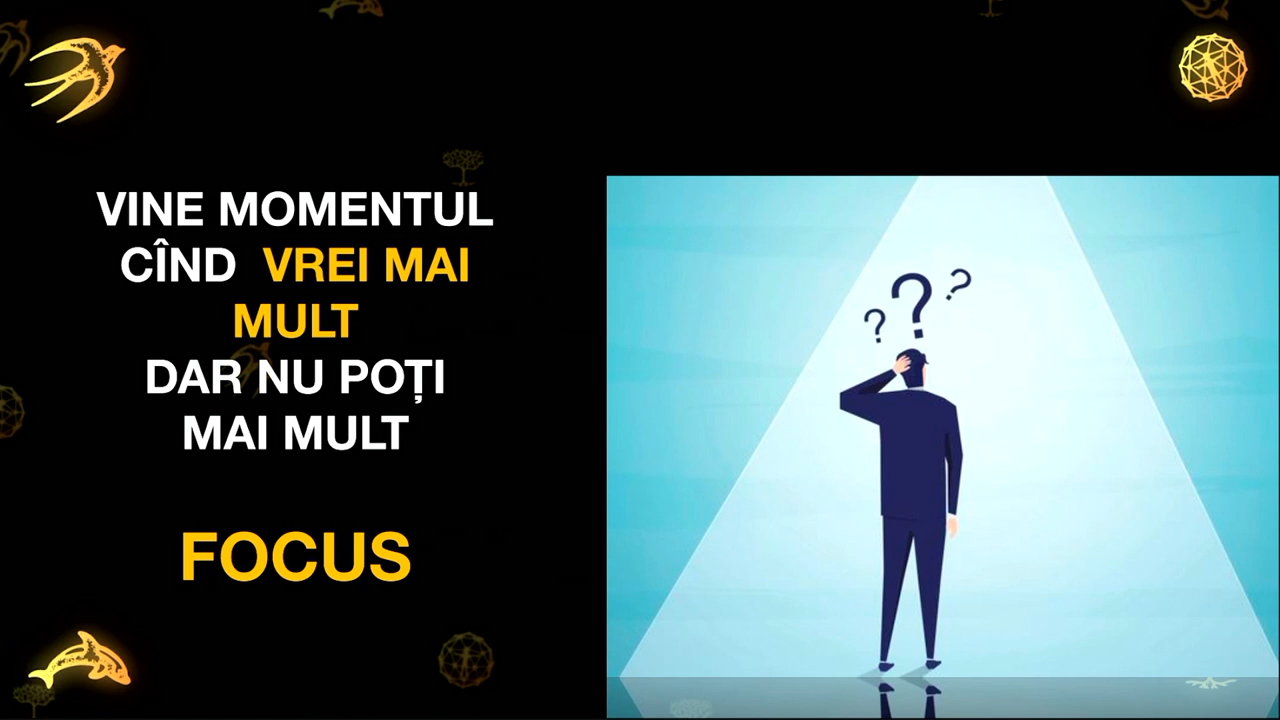 VINE MOMENTUL
CÎND VREI MAI
MULT
DAR NU POȚI
MAI MULT
FOCUS
? ? ?